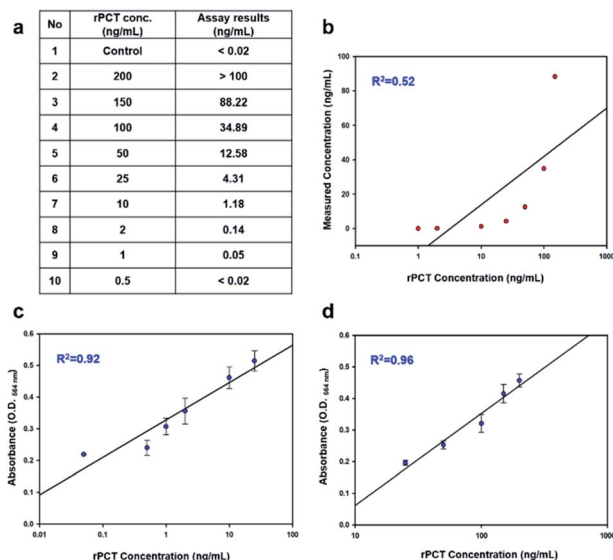 a
No rPCT conc. (ng/mL) Assay results (ng/mL)
1 Control < 0.02
2 200 > 100
3 150 88.22
4 100 34.89
5 50 12.58
6 25 4.31
7 10 1.18
8 2 0.14
9 1 0.05
10 0.5 < 0.02
b
R²=0.52
Measured Concentration (ng/mL)
100
80
60
40
20
0
0.1 1 10 100 1000
rPCT Concentration (ng/mL)
c
R²=0.92
Absorbance (O.D. 564 nm)
0.6
0.5
0.4
0.3
0.2
0.1
0.0
0.01 0.1 1 10 100
rPCT Concentration (ng/mL)
d
R²=0.96
Absorbance (O.D. 564 nm)
0.6
0.5
0.4
0.3
0.2
0.1
0.0
10 100 1000
rPCT Concentration (ng/mL)